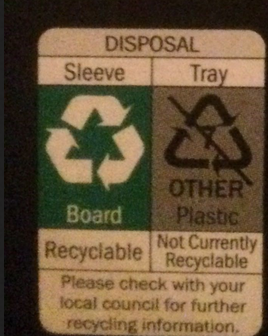 DISPOSAL
Sleeve Tray
OTHER
Board Plastic
Recyclable Not Currently
Recyclable
Please check with your
local council for further
recycling information.